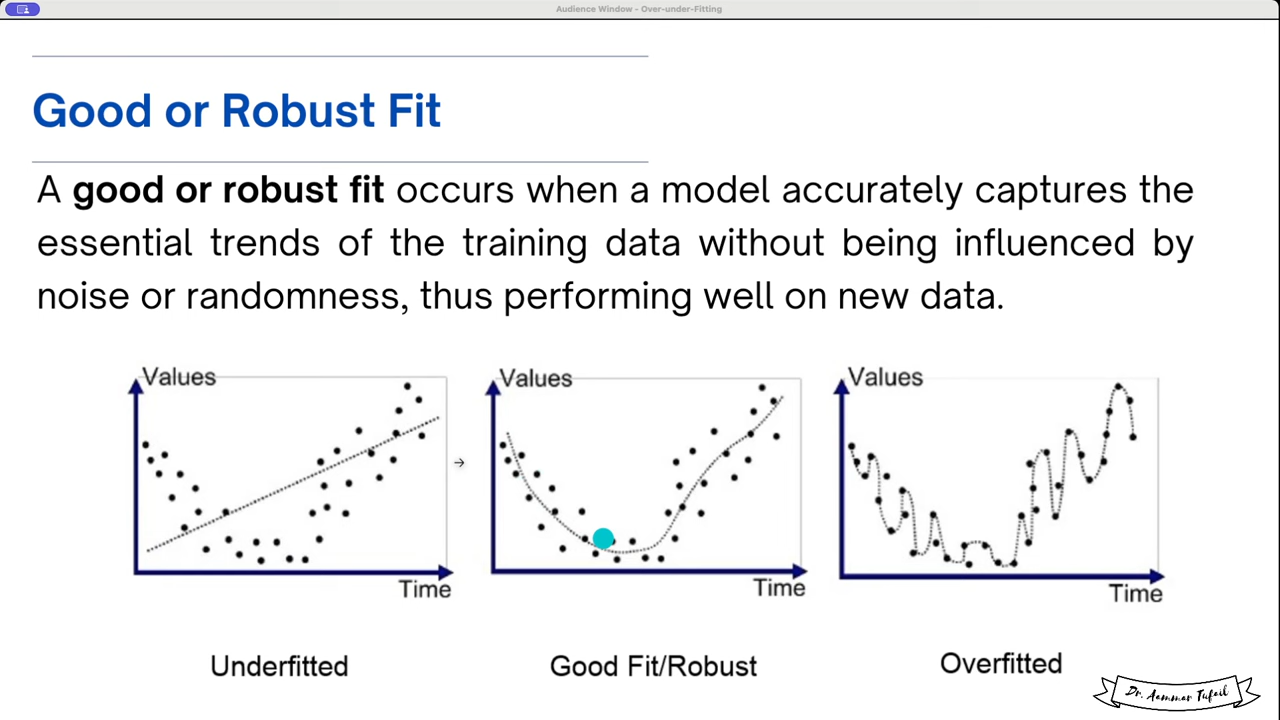 Audience Window - Over-under-Fitting
Good or Robust Fit
A good or robust fit occurs when a model accurately captures the
essential trends of the training data without being influenced by
noise or randomness, thus performing well on new data.
Values
Values
Values
Time
Time
Time
Underfitted
Good Fit/Robust
Overfitted
Dr. Aammar Tufail